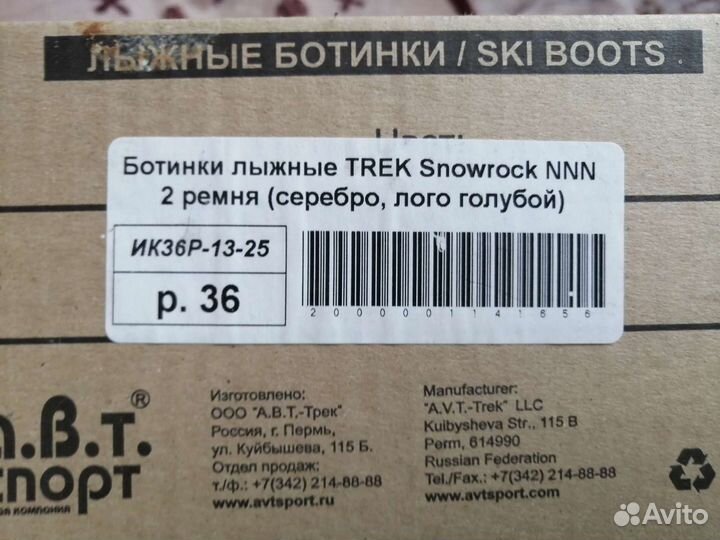 ЛЫЖНЫЕ БОТИНКИ / SKI BOOTS
Ботинки лыжные TREK Snowrock NNN
2 ремня (серебро, лого голубой)
ИК36Р-13-25
р. 36
2000001141656
а.В.Т.®
спорт
Изготовлено:
ООО "А.В.Т.-Трек"
Россия, г. Пермь,
ул. Куйбышева, 115 Б.
Отдел продаж:
т./ф.: +7(342) 214-88-88
www.avtsport.ru
Manufacturer:
"A.V.T.-Trek" LLC
Kuibysheva Str., 115 B
Perm, 614990
Russian Federation
Tel./Fax.: +7(342) 214-88-88
www.avtsport.com
Avito